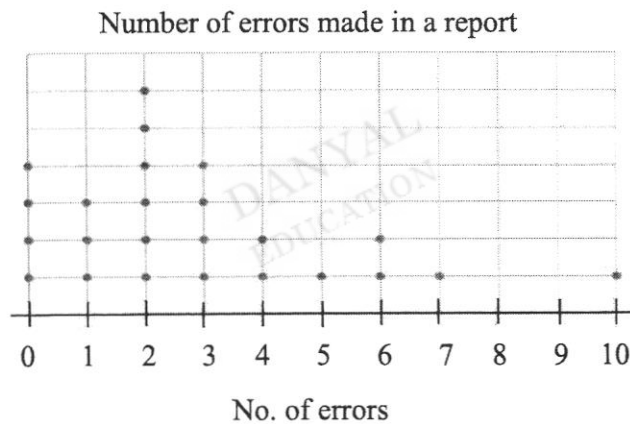 Number of errors made in a report
DANYAL
EDUCATION
0 1 2 3 4 5 6 7 8 9 10
No. of errors